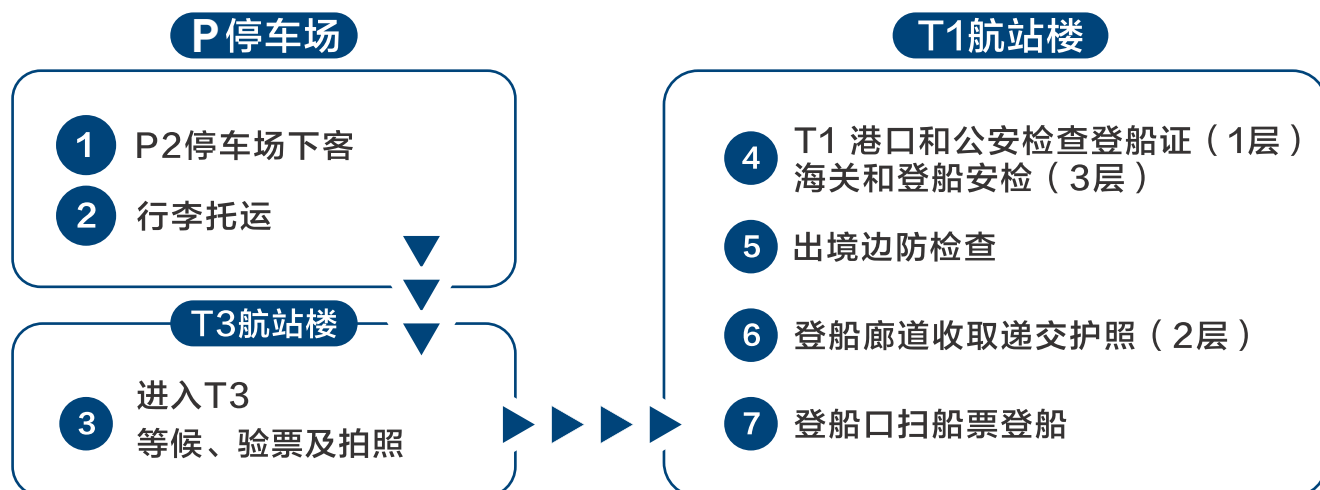 P 停车场
1 P2停车场下客
2 行李托运
T3航站楼
3 进入T3
等候、验票及拍照
T1航站楼
4 T1 港口和公安检查登船证（1层）
海关和登船安检（3层）
5 出境边防检查
6 登船廊道收取递交护照（2层）
7 登船口扫船票登船